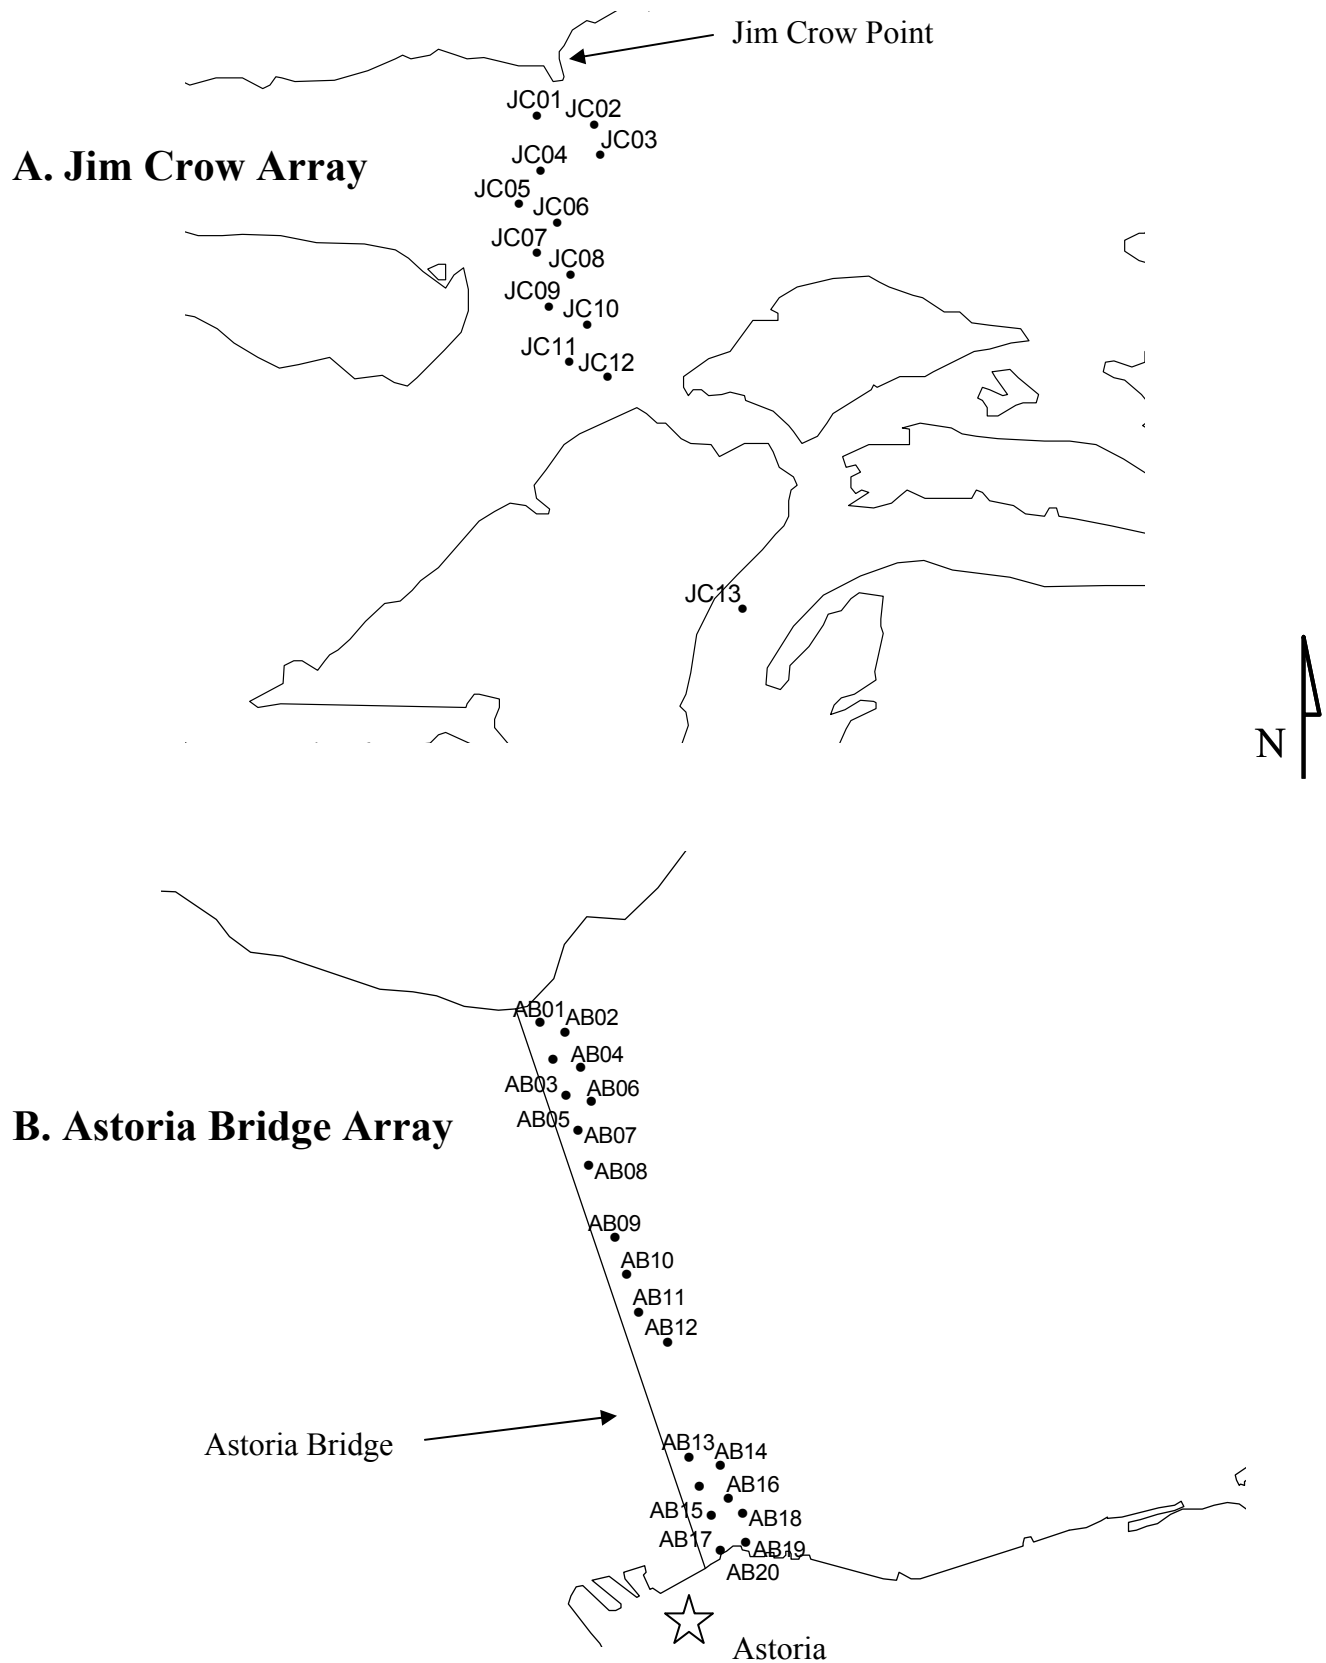 Jim Crow Point
JC01
JC02
JC03
A. Jim Crow Array
JC04
JC05
JC06
JC07
JC08
JC09
JC10
JC11
JC12
JC13
N
AB01
AB02
AB04
AB03
AB06
B. Astoria Bridge Array
AB05
AB07
AB08
AB09
AB10
AB11
AB12
Astoria Bridge
AB13
AB14
AB16
AB15
AB18
AB17
AB19
AB20
Astoria